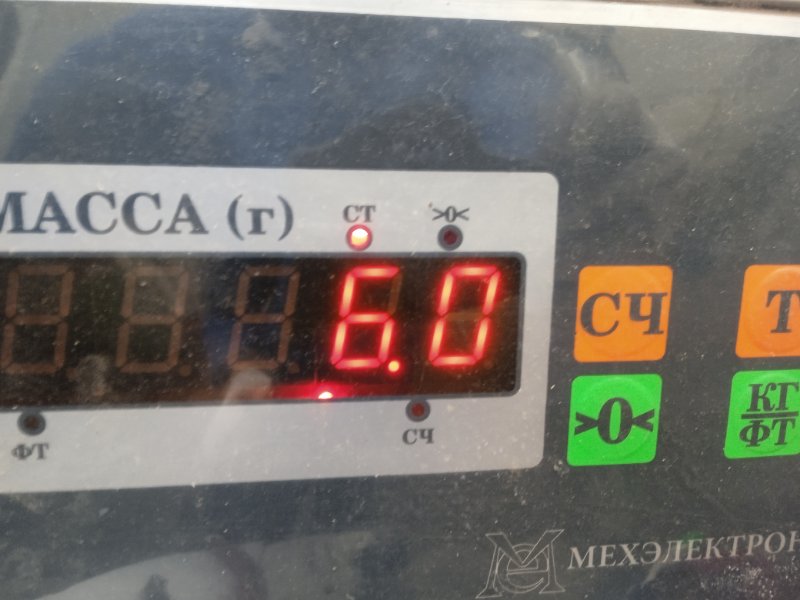 МАССА (г)
СТ
>0<
6.0
ФТ
СЧ
СЧ
Т
>0<
КГ
ФТ
МЕХЭЛЕКТРОН